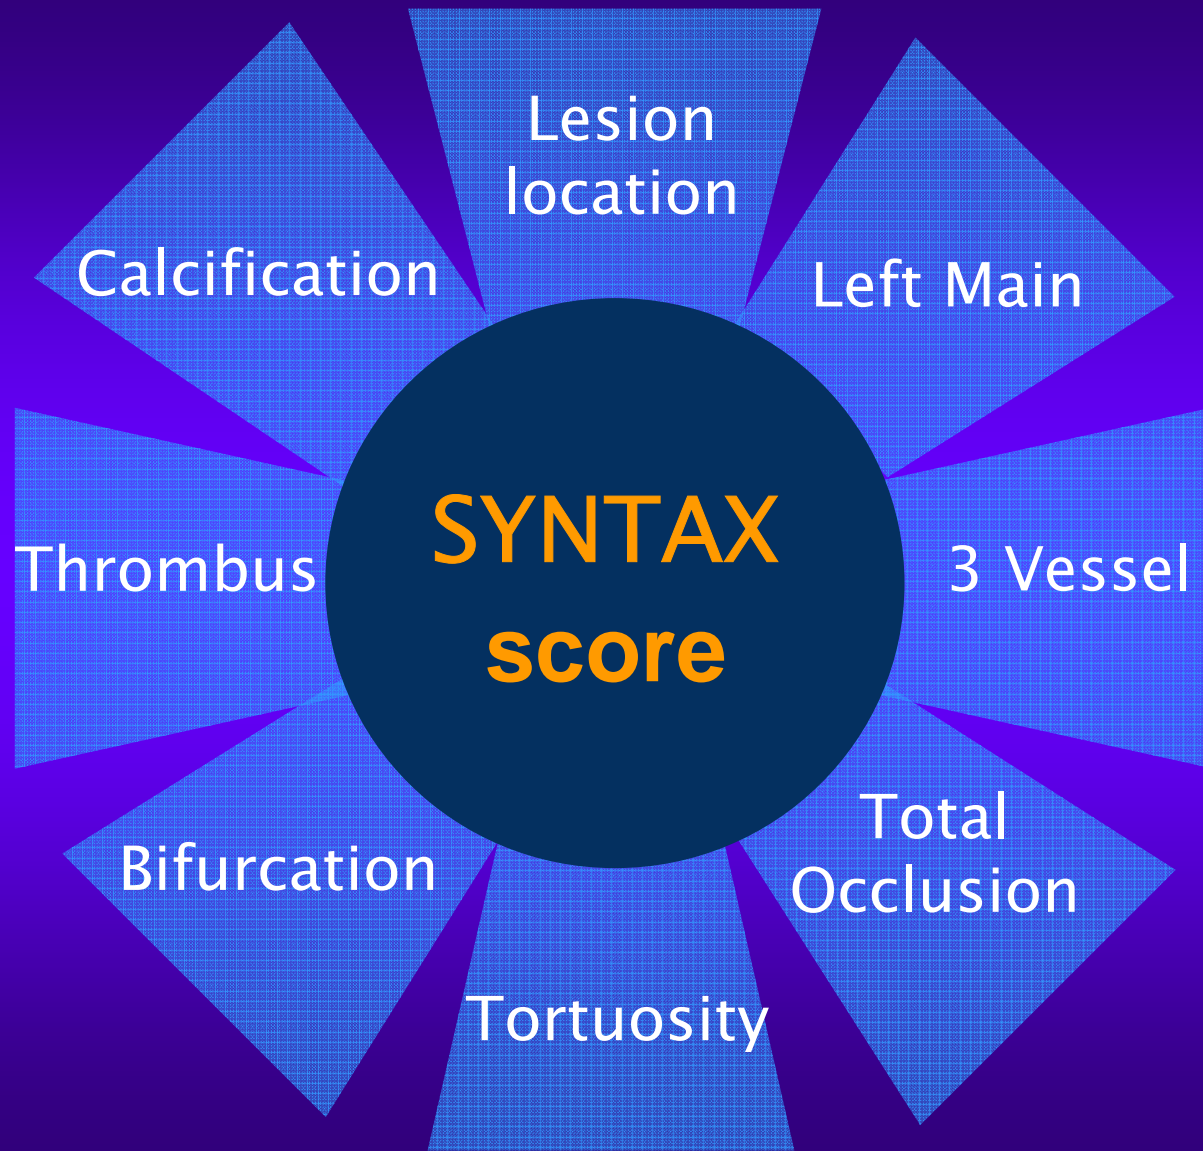 Lesion
location
Calcification
Left Main
SYNTAX
score
Thrombus
3 Vessel
Bifurcation
Total
Occlusion
Tortuosity